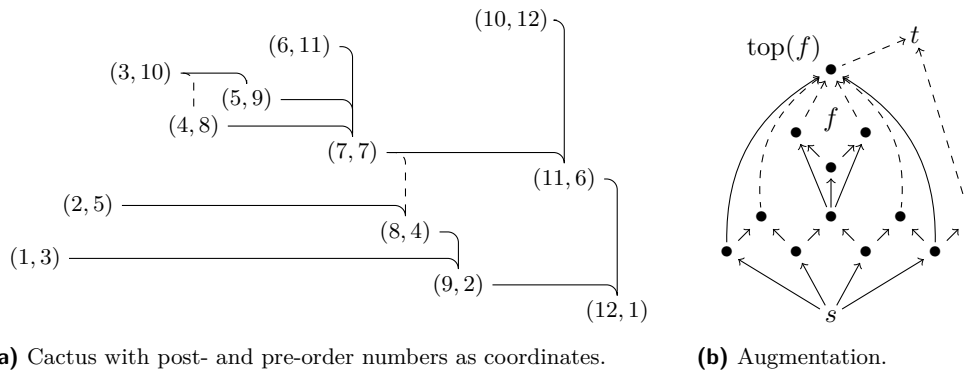 (10, 12)
(6, 11)
(3, 10)
(5, 9)
(4, 8)
(7, 7)
(11, 6)
(2, 5)
(8, 4)
(1, 3)
(9, 2)
(12, 1)
t
top(f)
f
s
a) Cactus with post- and pre-order numbers as coordinates.
(b) Augmentation.